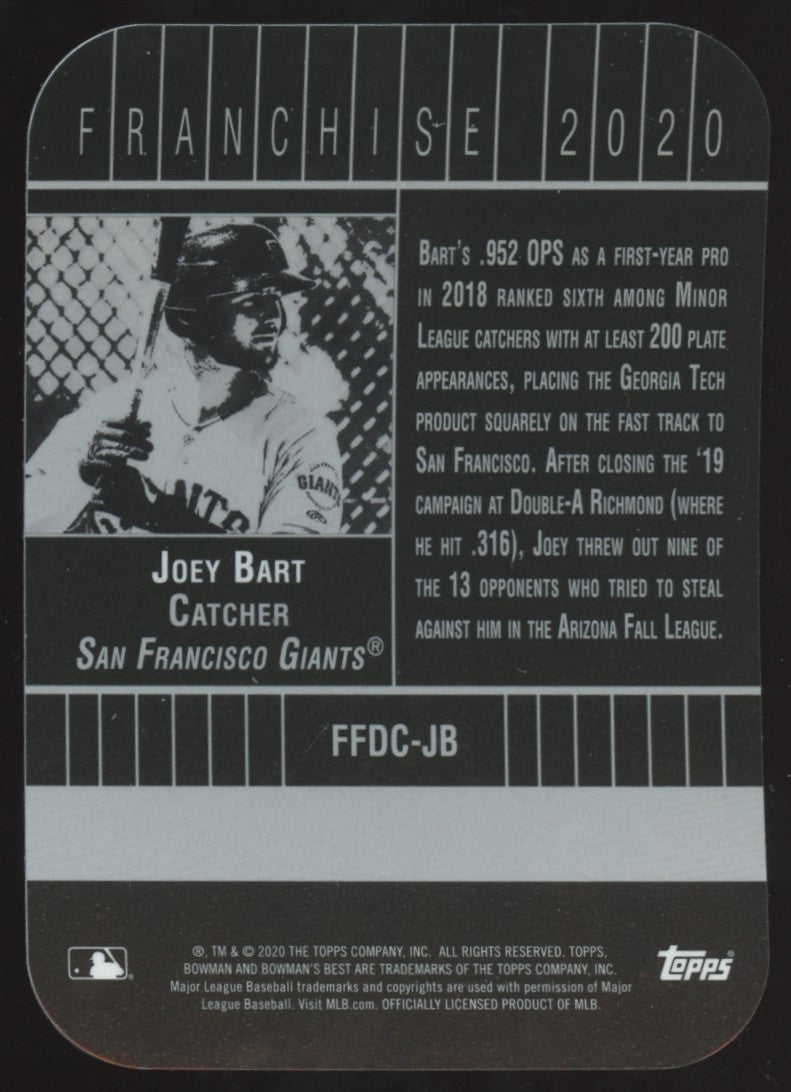 FRANCHISE 2020
BART'S .952 OPS AS A FIRST-YEAR PRO
IN 2018 RANKED SIXTH AMONG MINOR
LEAGUE CATCHERS WITH AT LEAST 200 PLATE
APPEARANCES, PLACING THE GEORGIA TECH
PRODUCT SQUARELY ON THE FAST TRACK TO
SAN FRANCISCO. AFTER CLOSING THE '19
CAMPAIGN AT DOUBLE-A RICHMOND (WHERE
HE HIT .316), JOEY THREW OUT NINE OF
THE 13 OPPONENTS WHO TRIED TO STEAL
AGAINST HIM IN THE ARIZONA FALL LEAGUE.
GIANTS
JOEY BART
CATCHER
SAN FRANCISCO GIANTS®
FFDC-JB
®, TM & © 2020 THE TOPPS COMPANY, INC. ALL RIGHTS RESERVED. TOPPS,
BOWMAN AND BOWMAN'S BEST ARE TRADEMARKS OF THE TOPPS COMPANY, INC.
Major League Baseball trademarks and copyrights are used with permission of Major
League Baseball. Visit MLB.com. OFFICIALLY LICENSED PRODUCT OF MLB.
topps®